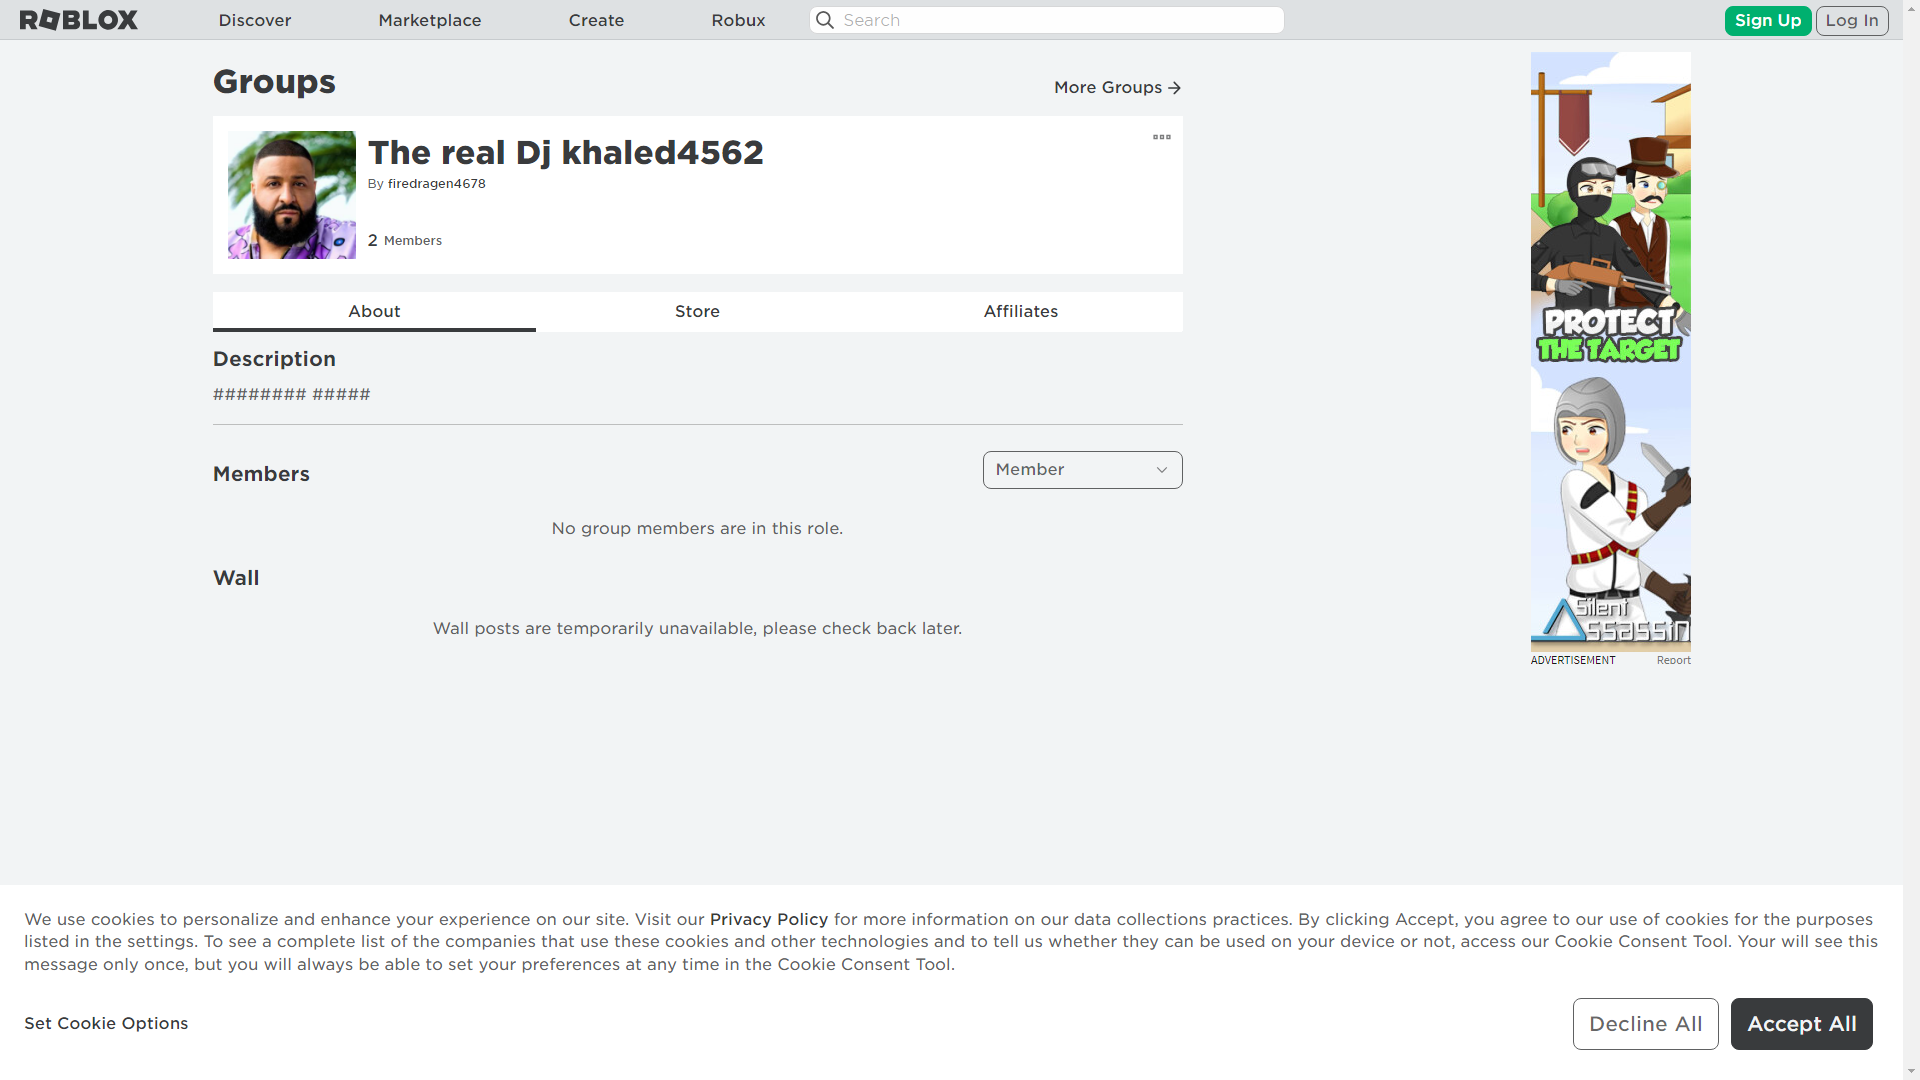 ROBLOX
Discover
Marketplace
Create
Robux
Search
Sign Up
Log In
Groups
More Groups
The real Dj khaled4562
By firedragen4678
2 Members
About
Store
Affiliates
Description
######## #####
Members
Member
No group members are in this role.
Wall
Wall posts are temporarily unavailable, please check back later.
PROTECT
THE TARGET
Silent
Assassin
ADVERTISEMENT
Report
We use cookies to personalize and enhance your experience on our site. Visit our Privacy Policy for more information on our data collections practices. By clicking Accept, you agree to our use of cookies for the purposes
listed in the settings. To see a complete list of the companies that use these cookies and other technologies and to tell us whether they can be used on your device or not, access our Cookie Consent Tool. Your will see this
message only once, but you will always be able to set your preferences at any time in the Cookie Consent Tool.
Set Cookie Options
Decline All
Accept All